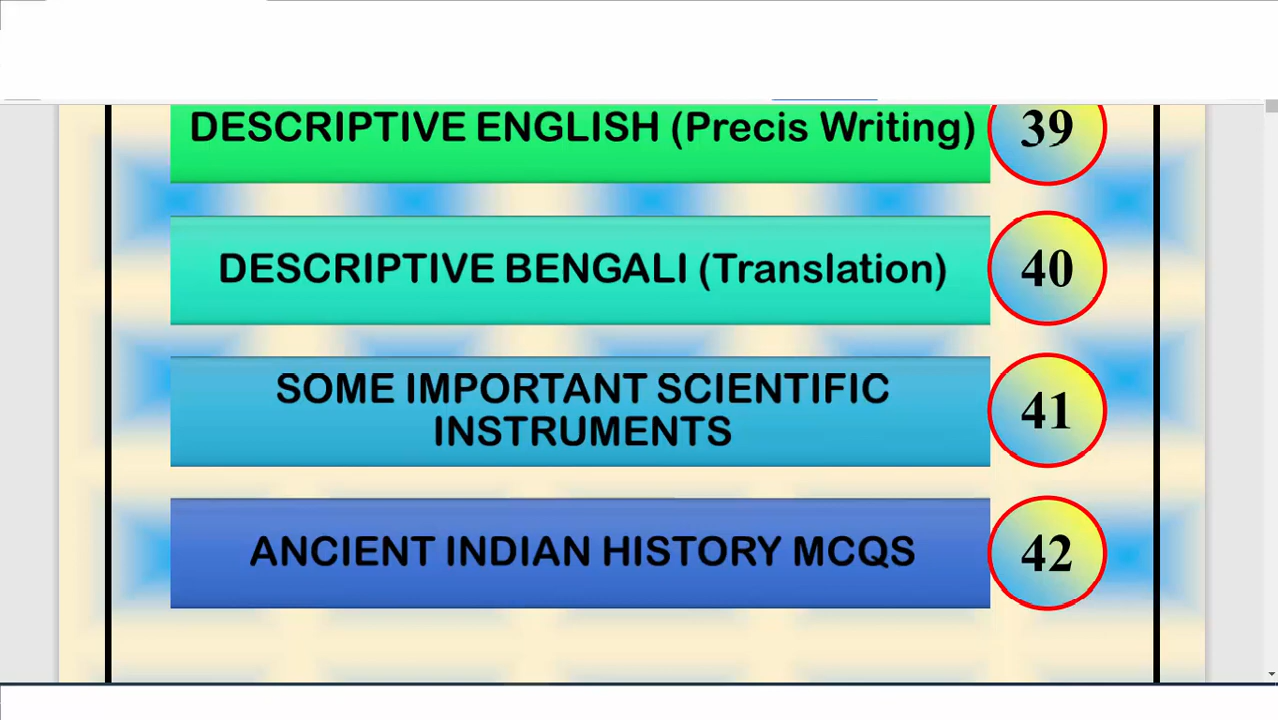 DESCRIPTIVE ENGLISH (Precis Writing) 39
DESCRIPTIVE BENGALI (Translation) 40
SOME IMPORTANT SCIENTIFIC
INSTRUMENTS 41
ANCIENT INDIAN HISTORY MCQS 42